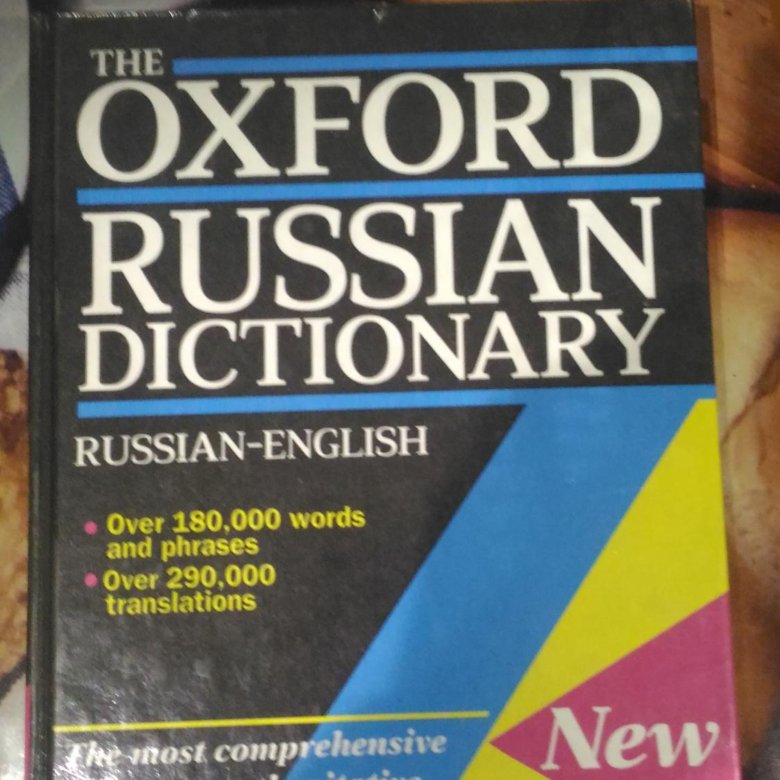 THE
OXFORD
RUSSIAN
DICTIONARY
RUSSIAN-ENGLISH
• Over 180,000 words
and phrases
• Over 290,000
translations
The most comprehensive
New